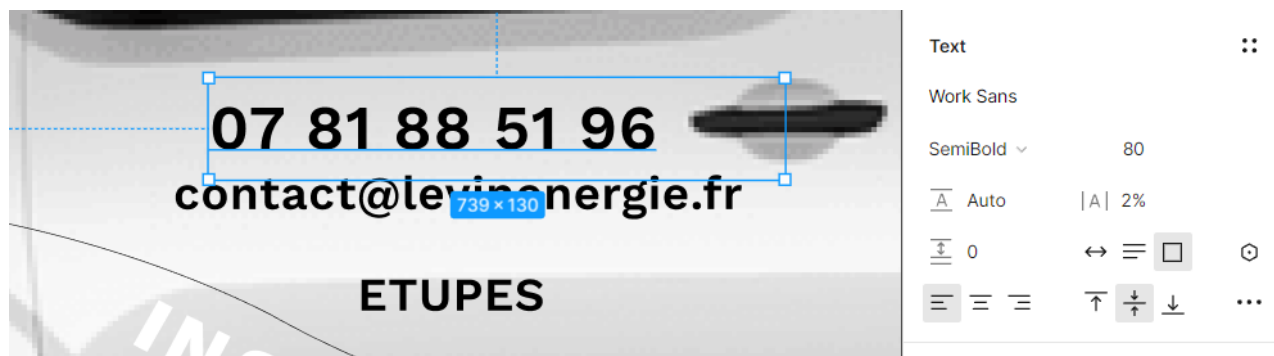 Text
07 81 88 51 96
Work Sans
SemiBold 80
contact@levinenergie.fr
739 × 130
A Auto |A| 2%
0
ETUPES